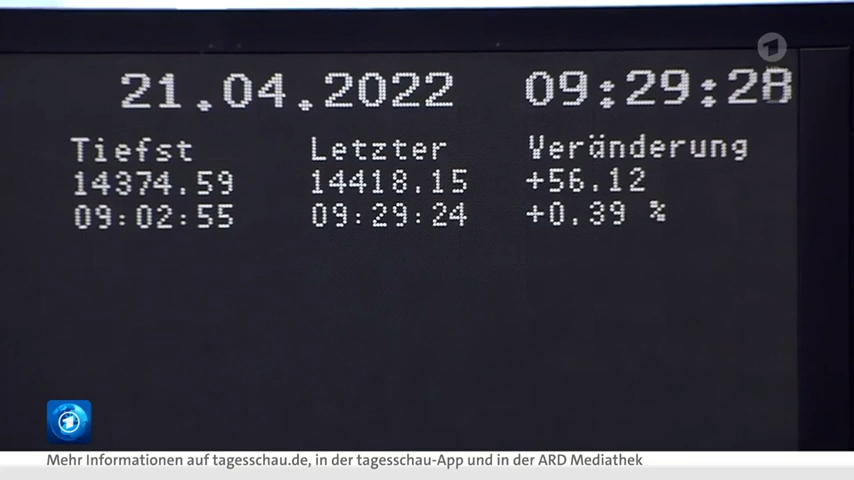 21.04.2022 09:29:28
Tiefst Letzter Veränderung
14374.59 14418.15 +56.12
09:02:55 09:29:24 +0.39 %
Mehr Informationen auf tagesschau.de, in der tagesschau-App und in der ARD Mediathek